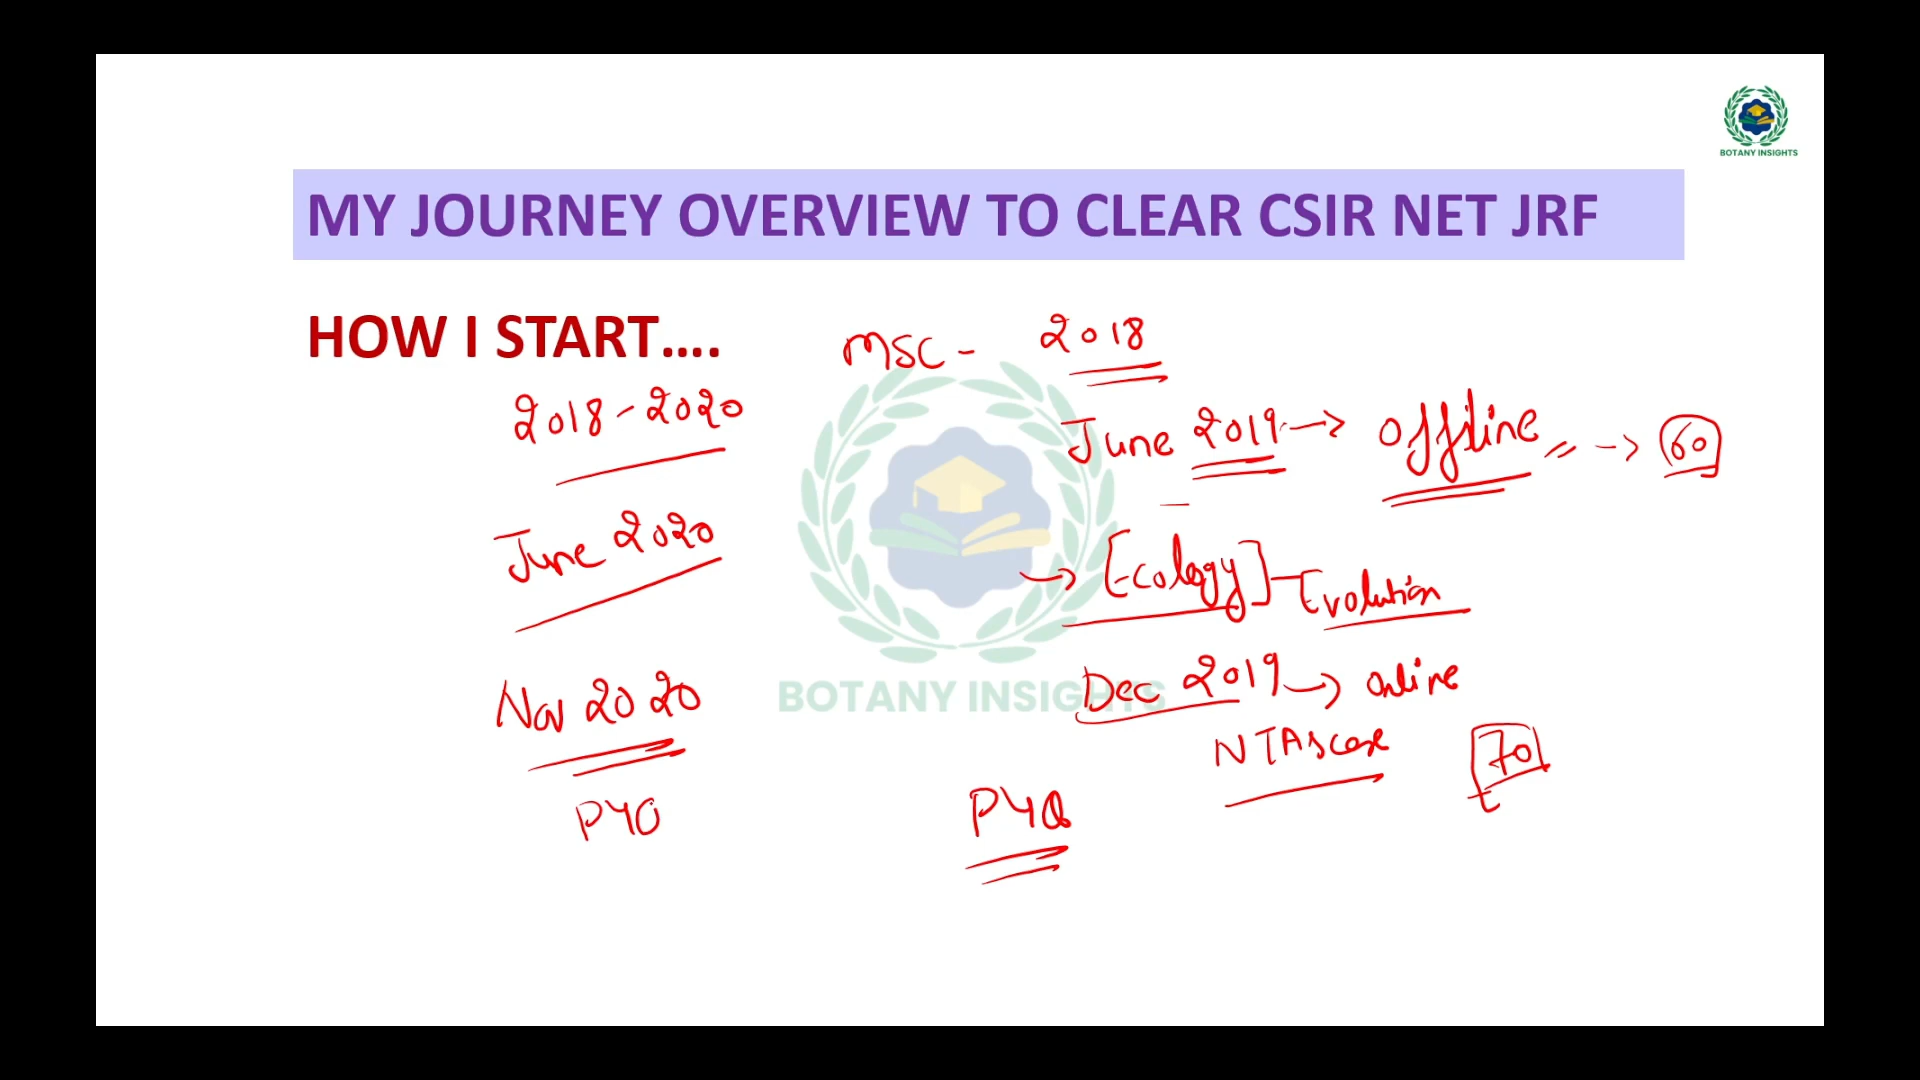 BOTANY INSIGHTS
MY JOURNEY OVERVIEW TO CLEAR CSIR NET JRF
HOW I START....
MSC - 2018
2018-2020
June 2019 → offline → 60
June 2020
→ [Ecology] - Evolution
Nov 2020
Dec 2019 → online
BOTANY INSIGHTS
NTA score 70
PYQ
PYQ